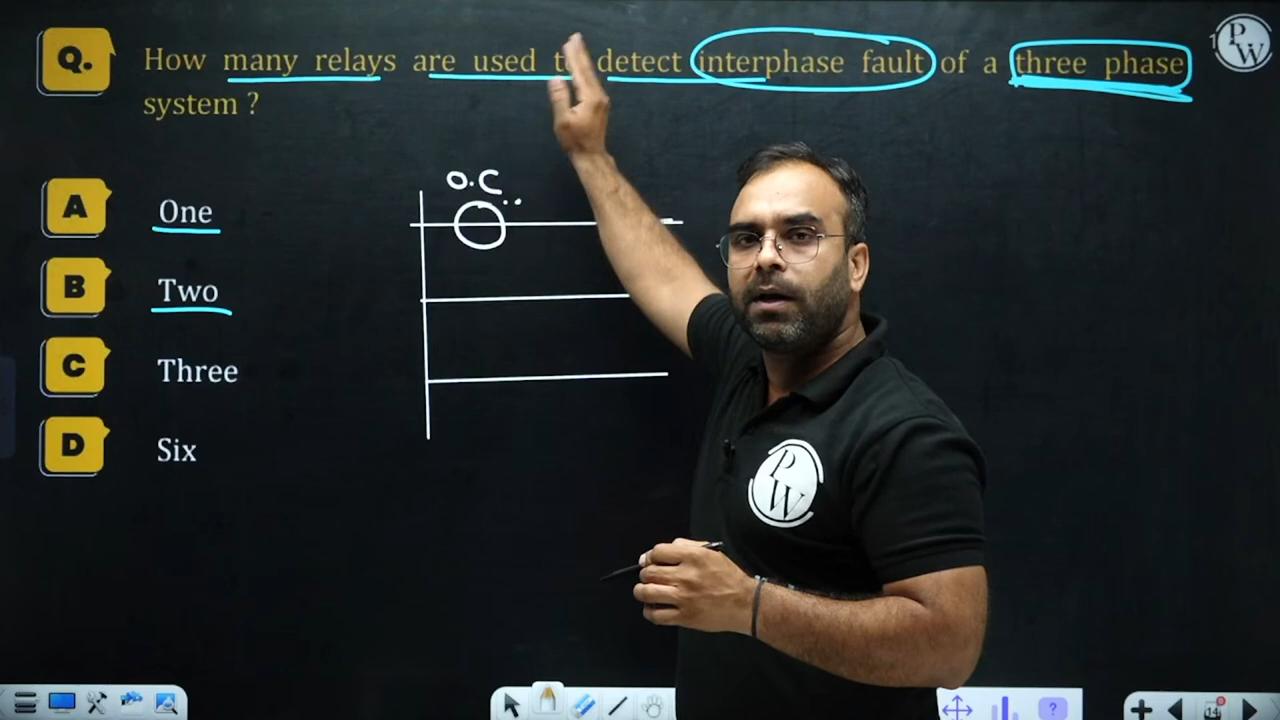 Q. How many relays are used to detect interphase fault of a three phase
system ?
A One
B Two
C Three
D Six
O.C
PW
PW
14